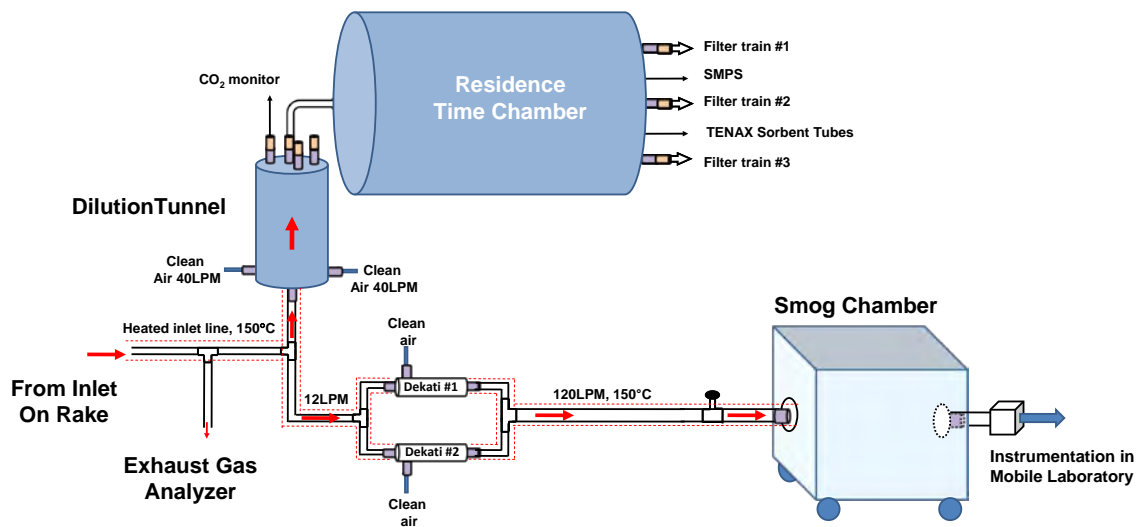 CO2 monitor
Residence
Time Chamber
Filter train #1
SMPS
Filter train #2
TENAX Sorbent Tubes
Filter train #3
DilutionTunnel
Clean
Air 40LPM
Clean
Air 40LPM
Heated inlet line, 150°C
From Inlet
On Rake
Exhaust Gas
Analyzer
12LPM
Clean
air
Dekati #1
Dekati #2
Clean
air
120LPM, 150°C
Smog Chamber
Instrumentation in
Mobile Laboratory